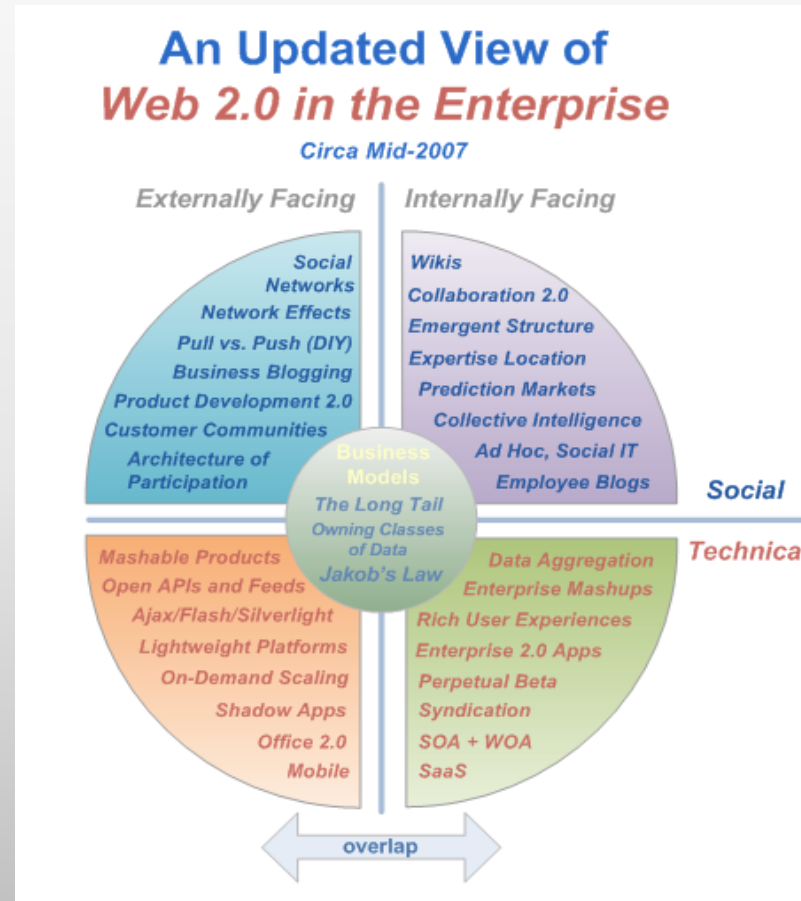 An Updated View of
Web 2.0 in the Enterprise
Circa Mid-2007
Externally Facing
Internally Facing
Social
Networks
Network Effects
Pull vs. Push (DIY)
Business Blogging
Product Development 2.0
Customer Communities
Architecture of
Participation
Wikis
Collaboration 2.0
Emergent Structure
Expertise Location
Prediction Markets
Collective Intelligence
Ad Hoc, Social IT
Employee Blogs
Business
Models
The Long Tail
Owning Classes
of Data
Jakob's Law
Social
Technica
Mashable Products
Open APIs and Feeds
Ajax/Flash/Silverlight
Lightweight Platforms
On-Demand Scaling
Shadow Apps
Office 2.0
Mobile
Data Aggregation
Enterprise Mashups
Rich User Experiences
Enterprise 2.0 Apps
Perpetual Beta
Syndication
SOA + WOA
SaaS
overlap